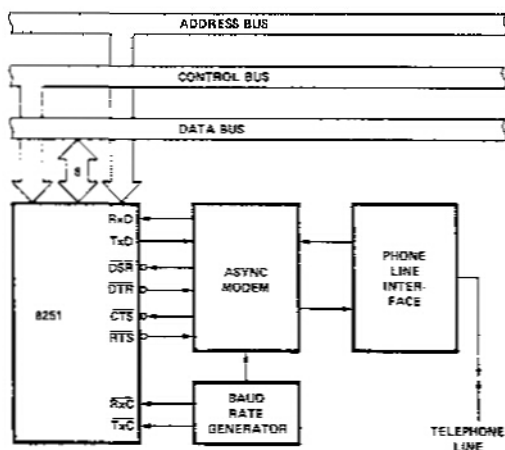 ADDRESS BUS
CONTROL BUS
DATA BUS
8
8251
RxD
TxD
DSR
DTR
CTS
RTS
RxC
TxC
ASYNC
MODEM
BAUD
RATE
GENERATOR
PHONE
LINE
INTER-
FACE
TELEPHONE
LINE